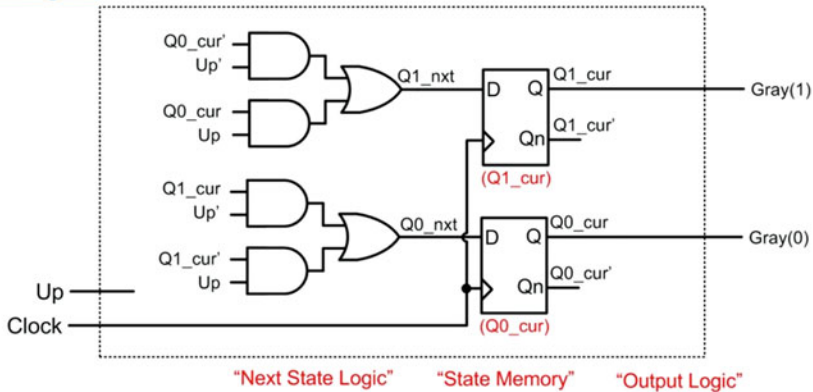 Q0_cur'
Up'
Q0_cur
Up
Q1_nxt
D
Q
Qn
Q1_cur
Q1_cur'
(Q1_cur)
Gray(1)
Q1_cur
Up'
Q1_cur'
Up
Q0_nxt
D
Q
Qn
Q0_cur
Q0_cur'
(Q0_cur)
Gray(0)
Up
Clock
"Next State Logic"
"State Memory"
"Output Logic"